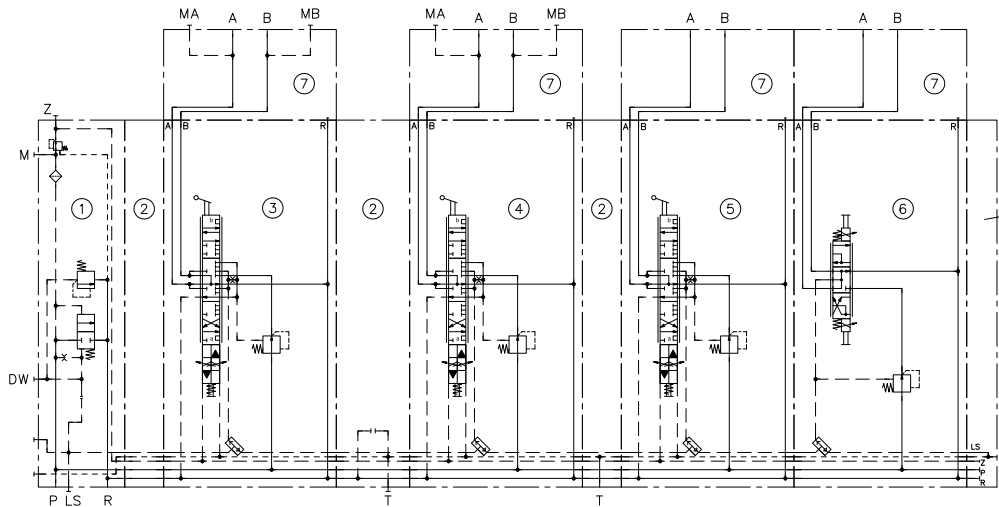 MA A B MB MA A B MB A B A B
7 7 7 7
Z
A B R A B R A B R A B R
M
1 2 3 2 4 2 5 6
b b b
a a a
DW
LS
Z
P
R
P LS R T T